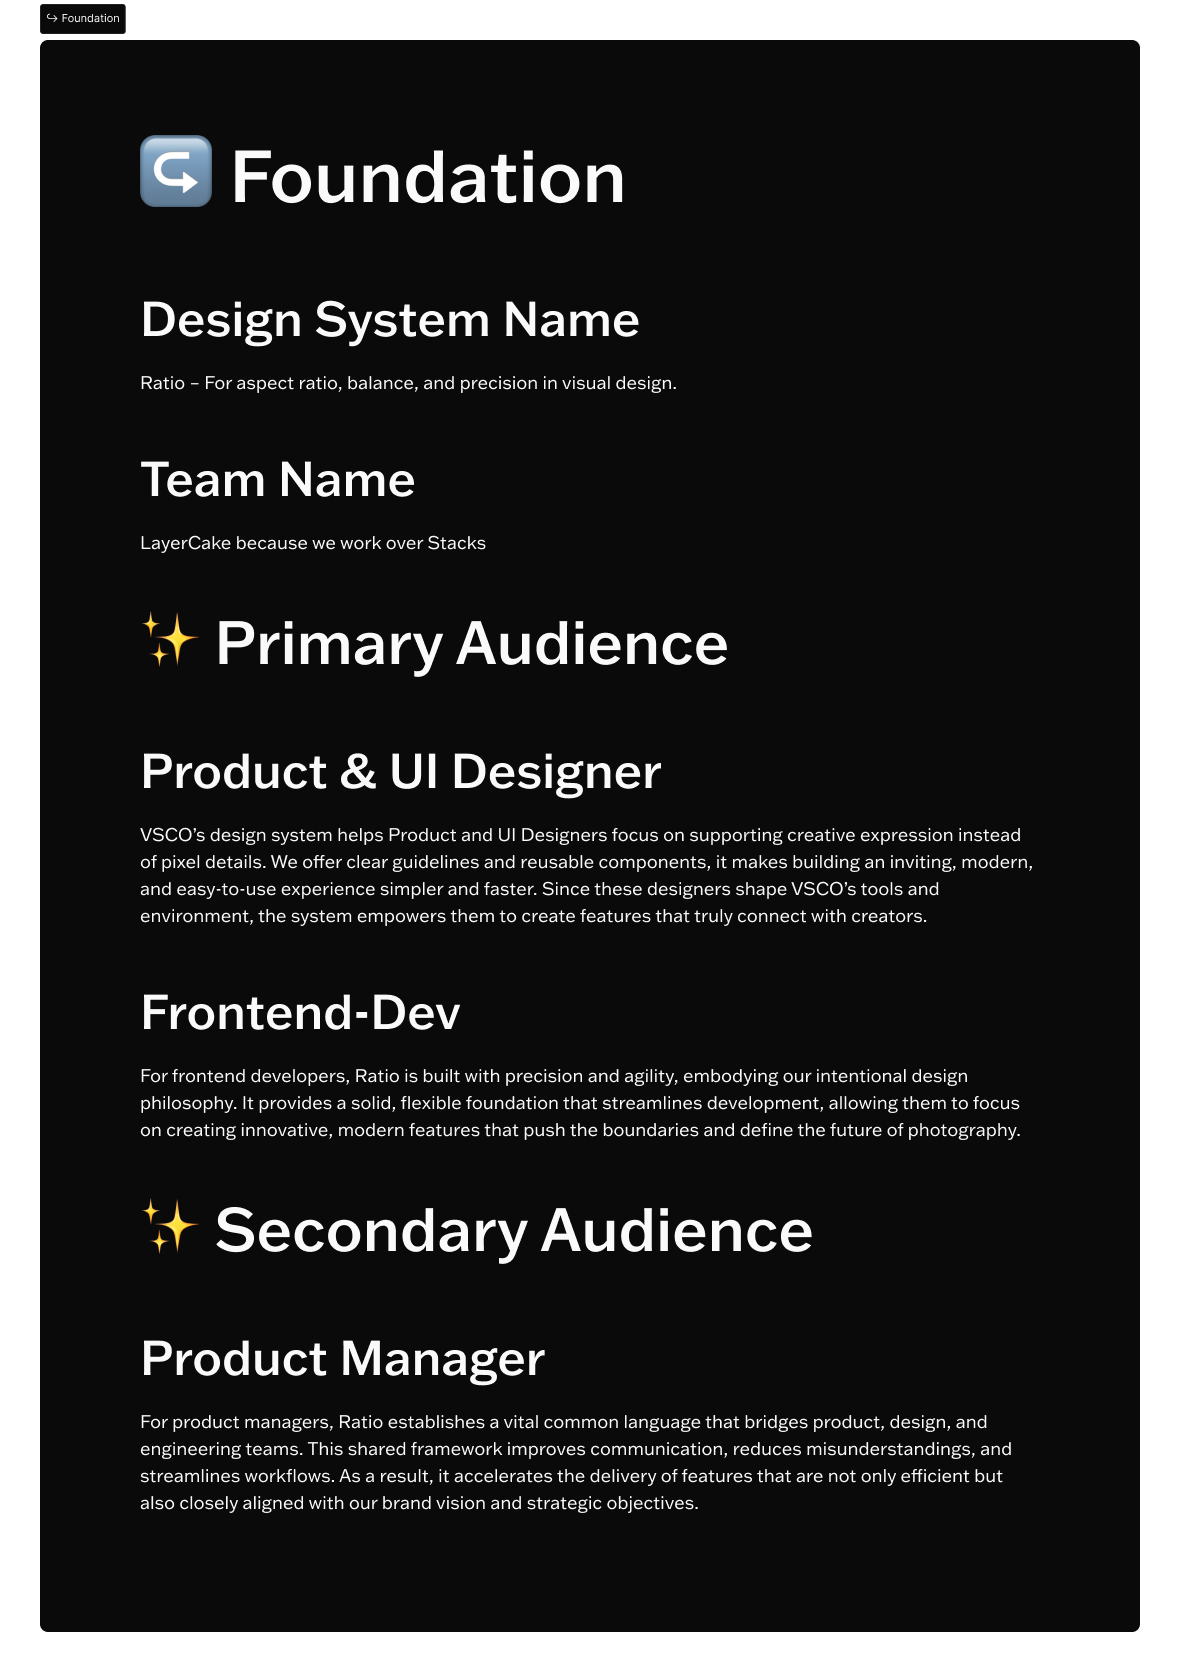 ↪ Foundation
↪️ Foundation
Design System Name
Ratio – For aspect ratio, balance, and precision in visual design.
Team Name
LayerCake because we work over Stacks
✨ Primary Audience
Product & UI Designer
VSCO’s design system helps Product and UI Designers focus on supporting creative expression instead
of pixel details. We offer clear guidelines and reusable components, it makes building an inviting, modern,
and easy-to-use experience simpler and faster. Since these designers shape VSCO’s tools and
environment, the system empowers them to create features that truly connect with creators.
Frontend-Dev
For frontend developers, Ratio is built with precision and agility, embodying our intentional design
philosophy. It provides a solid, flexible foundation that streamlines development, allowing them to focus
on creating innovative, modern features that push the boundaries and define the future of photography.
✨ Secondary Audience
Product Manager
For product managers, Ratio establishes a vital common language that bridges product, design, and
engineering teams. This shared framework improves communication, reduces misunderstandings, and
streamlines workflows. As a result, it accelerates the delivery of features that are not only efficient but
also closely aligned with our brand vision and strategic objectives.